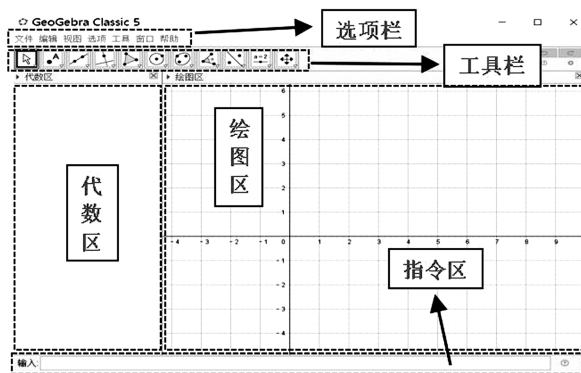 GeoGebra Classic 5
选项栏
文件 编辑 视图 选项 工具 窗口 帮助
工具栏
A
a=2
代数区
绘图区
绘图区
代数区
6
5
4
3
2
1
-4 -3 -2 -1 0 1 2 3 4 5 6 7 8 9
-1
-2
-3
-4
指令区
输入: